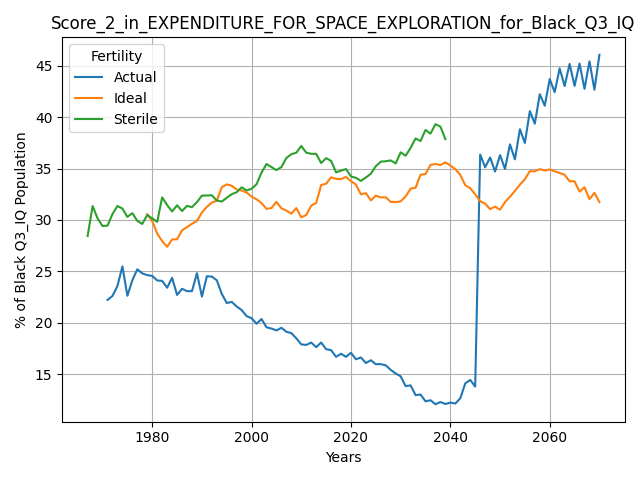 Score_2_in_EXPENDITURE_FOR_SPACE_EXPLORATION_for_Black_Q3_IQ
Fertility
Actual
Ideal
Sterile
% of Black Q3_IQ Population
45
40
35
30
25
20
15
1980
2000
2020
2040
2060
Years